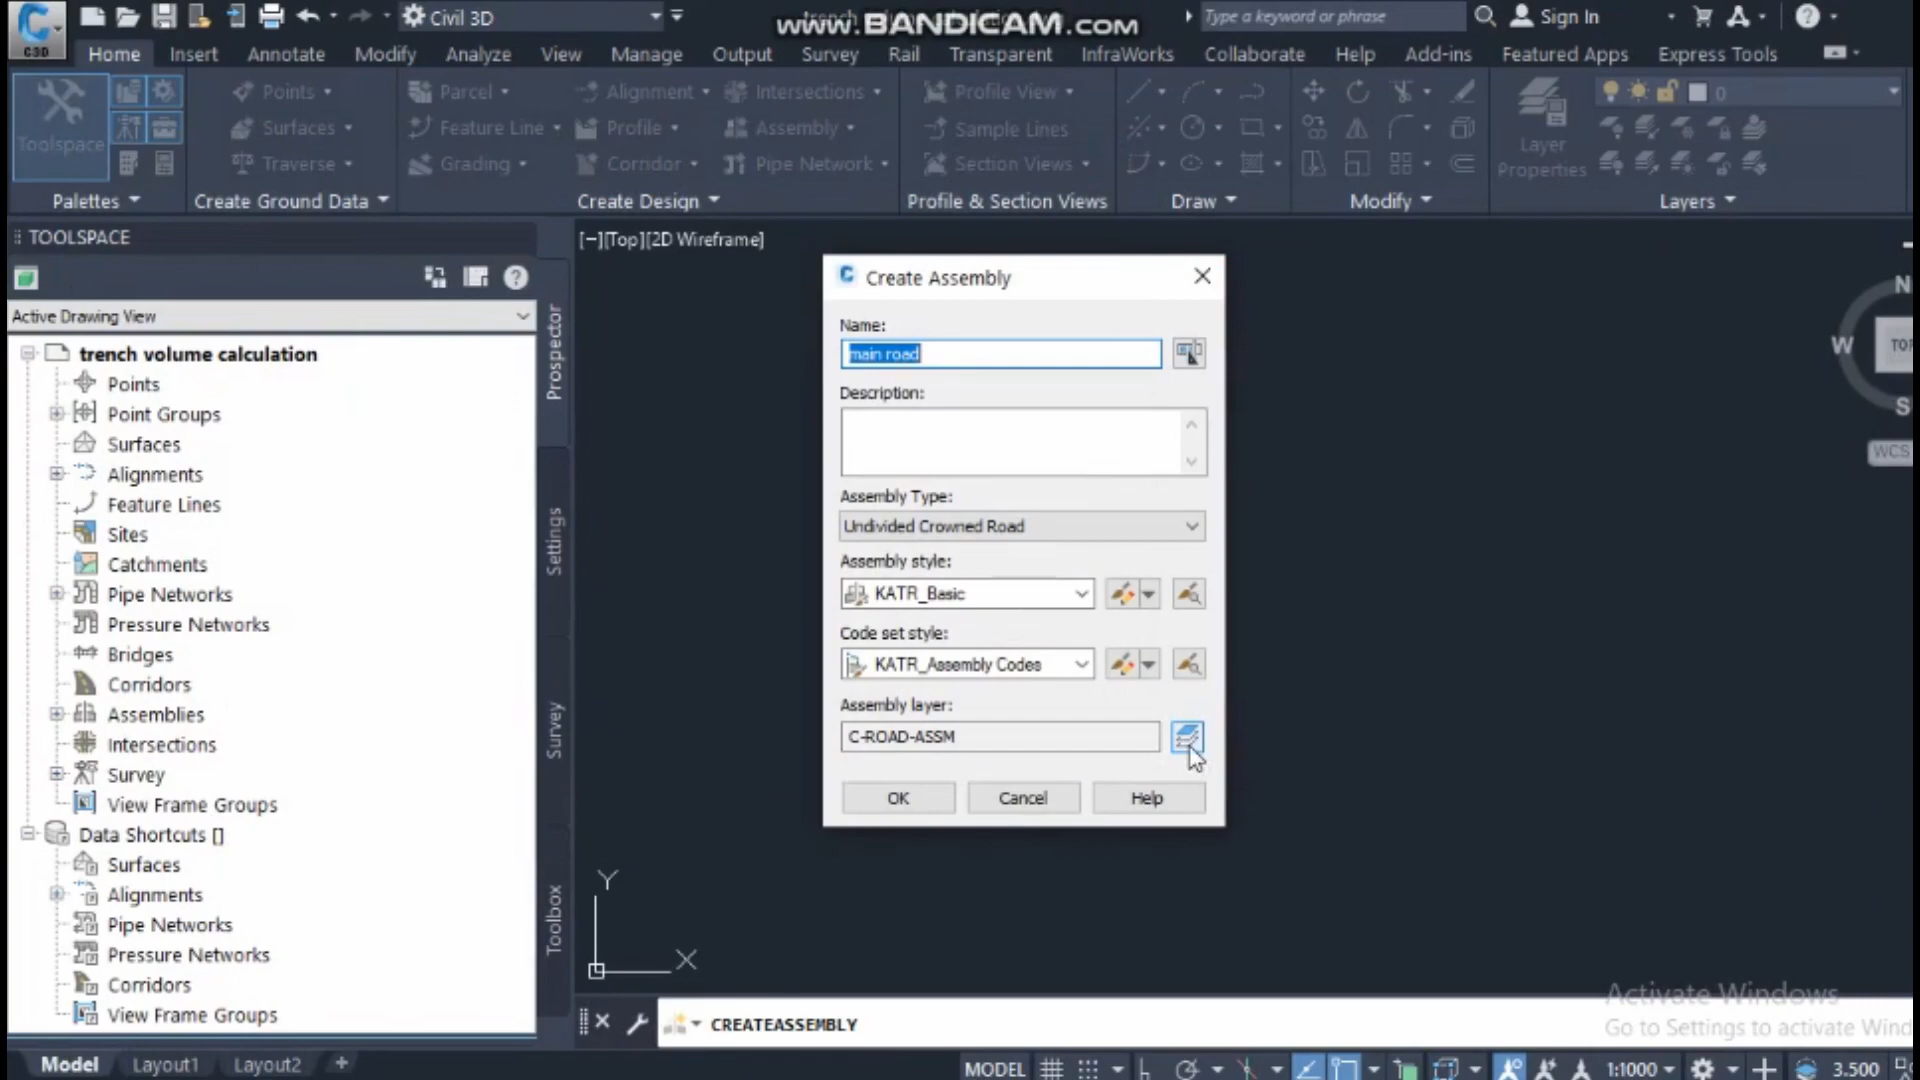 C3D
Civil 3D
www.BANDICAM.com
Type a keyword or phrase
Sign In
Home Insert Annotate Modify Analyze View Manage Output Survey Rail Transparent InfraWorks Collaborate Help Add-ins Featured Apps Express Tools
Toolspace
Points
Surfaces
Traverse
Parcel
Feature Line
Grading
Alignment
Profile
Corridor
Intersections
Assembly
Pipe Network
Profile View
Sample Lines
Section Views
Layer
Properties
0
Palettes
Create Ground Data
Create Design
Profile & Section Views
Draw
Modify
Layers
TOOLSPACE
Active Drawing View
trench volume calculation
Points
Point Groups
Surfaces
Alignments
Feature Lines
Sites
Catchments
Pipe Networks
Pressure Networks
Bridges
Corridors
Assemblies
Intersections
Survey
View Frame Groups
Data Shortcuts []
Surfaces
Alignments
Pipe Networks
Pressure Networks
Corridors
View Frame Groups
Prospector
Settings
Survey
Toolbox
[−][Top][2D Wireframe]
Create Assembly
Name:
main road
Description:
Assembly Type:
Undivided Crowned Road
Assembly style:
KATR_Basic
Code set style:
KATR_Assembly Codes
Assembly layer:
C-ROAD-ASSM
OK
Cancel
Help
N
W
TOP
S
WCS
Y
X
Activate Windows
Go to Settings to activate Wind
CREATEASSEMBLY
Model Layout1 Layout2 +
MODEL
1:1000
3.500